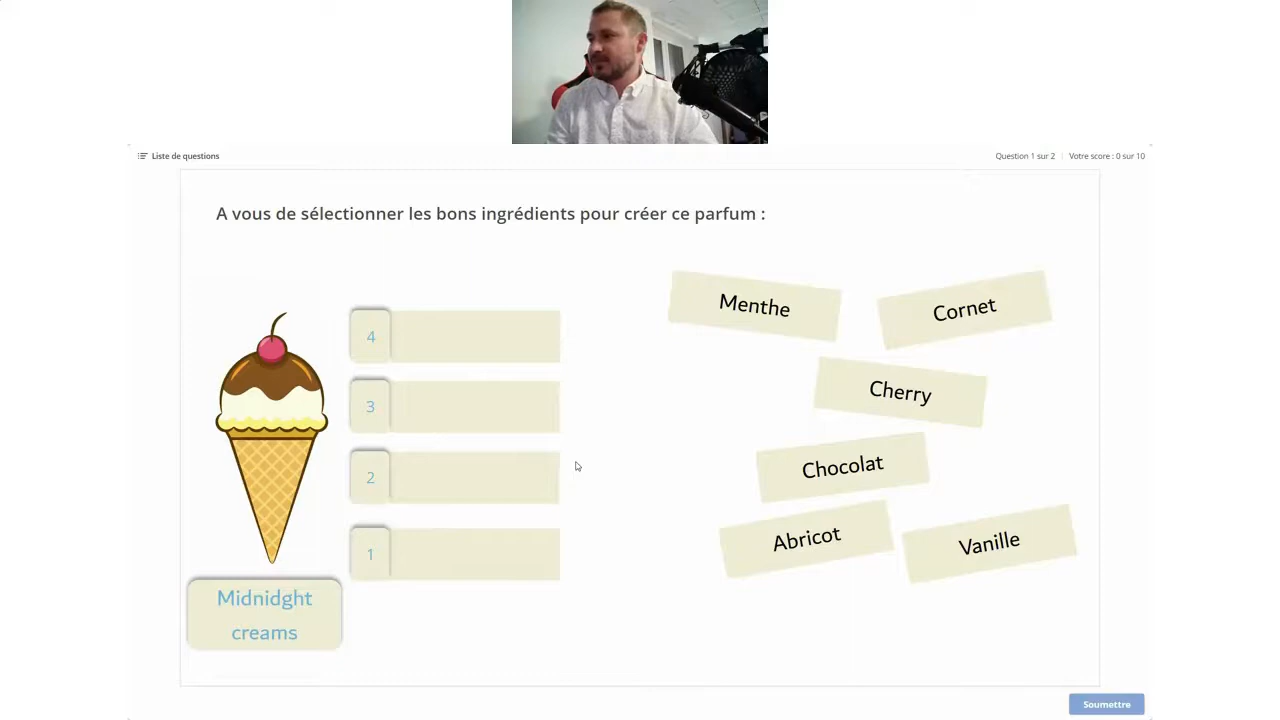 Liste de questions
Question 1 sur 2
Votre score : 0 sur 10
A vous de sélectionner les bons ingrédients pour créer ce parfum :
4
3
2
1
Menthe
Cornet
Cherry
Chocolat
Abricot
Vanille
Midnidght
creams
Soumettre